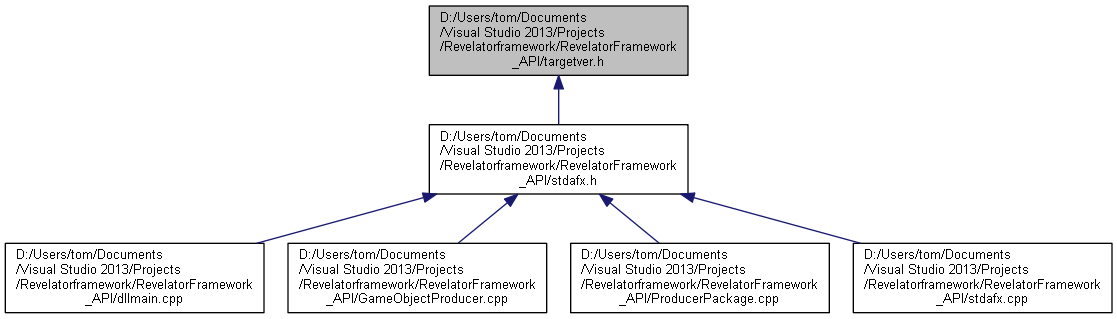 D:/Users/tom/Documents
/Visual Studio 2013/Projects
/Revelatorframework/RevelatorFramework
_API/targetver.h
D:/Users/tom/Documents
/Visual Studio 2013/Projects
/Revelatorframework/RevelatorFramework
_API/stdafx.h
D:/Users/tom/Documents
/Visual Studio 2013/Projects
/Revelatorframework/RevelatorFramework
_API/dllmain.cpp
D:/Users/tom/Documents
/Visual Studio 2013/Projects
/Revelatorframework/RevelatorFramework
_API/GameObjectProducer.cpp
D:/Users/tom/Documents
/Visual Studio 2013/Projects
/Revelatorframework/RevelatorFramework
_API/ProducerPackage.cpp
D:/Users/tom/Documents
/Visual Studio 2013/Projects
/Revelatorframework/RevelatorFramework
_API/stdafx.cpp